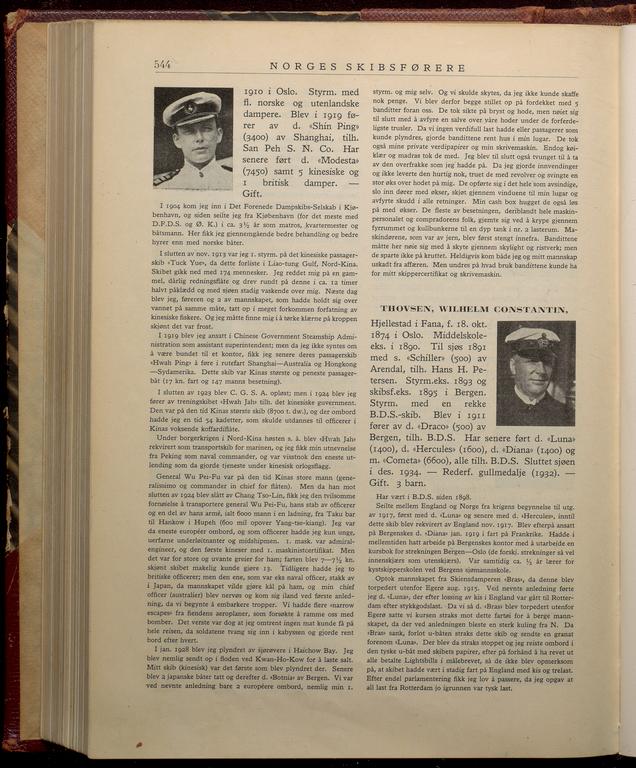 544
NORGES SKIBSFØRERE
1910 i Oslo. Styrm. med
fl. norske og utenlandske
dampere. Blev i 1919 fø-
rer av d. «Shin Ping»
(3400) av Shanghai, tilh.
San Peh S. N. Co. Har
senere ført d. «Modesta»
(7450) samt 5 kinesiske og
1 britisk damper. —
Gift.
I 1904 kom jeg inn i Det Forenede Dampskibs-Selskab i Kjø-
benhavn, og siden seilte jeg fra Kjøbenhavn (for det meste med
D.F.D.S. og Ø. K.) i ca. 3½ år som matros, kvartermester og
båtsmann. Her fikk jeg gjennemgående bedre behandling og bedre
hyrer enn med norske båter.
I slutten av nov. 1913 var jeg 1. styrm. på det kinesiske passager-
skib «Tuck Yue», da dette forliste i Liao-tung Gulf, Nord-Kina.
Skibet gikk ned med 174 mennesker. Jeg reddet mig på en gam-
mel, dårlig redningsflåte og drev rundt på denne i ca. 12 timer
halvt påklædd og med sjøen stadig vaskende over mig. Næste dag
blev jeg, føreren og 2 av mannskapet, som hadde holdt sig over
vannet på samme måte, tatt op i meget forkommen forfatning av
kinesiske fiskere. Og jeg måtte finne mig i å tørke klærne på kroppen
skjønt det var frost.
I 1919 blev jeg ansatt i Chinese Government Steamship Admi-
nistration som assistant superintendent; men da jeg ikke syntes om
å være bundet til et kontor, fikk jeg senere deres passagerskib
«Hwah Ping» å føre i rutefart Shanghai—Australia og Hongkong
—Sydamerika. Dette skib var Kinas største og peneste passager-
båt (17 kn. fart og 147 manns besetning).
I slutten av 1923 blev C. G. S. A. opløst; men i 1924 blev jeg
fører av treningskibet «Hwah Jah» tilh. det kinesiske government.
Den var på den tid Kinas største skib (8700 t. dw.), og der ombord
hadde jeg en tid 54 kadetter, som skulde utdannes til officerer i
Kinas voksende koffardiflåte.
Under borgerkrigen i Nord-Kina høsten s. å. blev «Hwah Jah»
rekvirert som transportskib for marinen, og jeg fikk min utnevnelse
fra Peking som naval commander, og var visstnok den eneste ut-
lending som da gjorde tjeneste under kinesisk orlogsflagg.
General Wu Pei-Fu var på den tid Kinas store mann (gene-
ralissimo og commander in chief for flåten). Men da han mot
slutten av 1924 blev slått av Chang Tso-Lin, fikk jeg den tvilsomme
fornøielse å transportere general Wu Pei-Fu, hans stab av officerer
og en del av hans armé, ialt 6000 mann i en ladning, fra Taku bar
til Hankow i Hupeh (600 mil opover Yang-tse-kiang). Jeg var
da eneste européer ombord, og som officerer hadde jeg kun unge,
uerfarne underløitnanter og midshipmen. 1. mask. var admiral-
engineer, og den første kineser med 1. maskinistcertifikat. Men
det var for store og uvante greier for ham; farten blev 7—7½ kn.
skjønt skibet makelig kunde gjøre 13. Tidligere hadde jeg to
britiske officerer; men den ene, som var eks naval officer, stakk av
i Japan, da mannskapet vilde gjøre kål på ham, og min chief
officer (australier) blev nervøs og kom sig iland ved første anled-
ning, da vi begynte å embarkere tropper. Vi hadde flere «narrow
escapes» fra fiendens aeroplaner, som forsøkte å ramme oss med
bomber. Det verste var dog at jeg omtrent ingen mat kunde få på
hele reisen, da soldatene tvang sig inn i kabyssen og gjorde rent
bord efter hvert.
I jan. 1928 blev jeg plyndret av sjørøvere i Haichow Bay. Jeg
blev nemlig sendt op i floden ved Kwan-Ho-Kow for å laste salt.
Mitt skib (kinesisk) var det første som blev plyndret der. Senere
blev 2 japanske båter tatt og derefter d. «Botnia» av Bergen. Vi var
ved nevnte anledning bare 2 européere ombord, nemlig min 1.
styrm. og mig selv. Og vi skulde skytes, da jeg ikke kunde skaffe
nok penge. Vi blev derfor begge stillet op på fordekket med 5
banditter foran oss. De tok sikte på bryst og hode, men nøiet sig
til slutt med å avfyre en salve over våre hoder under de forferde-
ligste trusler. Da vi ingen verdifull last hadde eller passagerer som
kunde plyndres, gjorde bandittene rent hus i min lugar. De tok
også mine private verdipapirer og min skrivemaskin. Endog køi-
klær og madras tok de med. Jeg blev til slutt også tvunget til å ta
av den overfrakke som jeg hadde på. Da jeg gjorde innvendinger
og ikke leverte den hurtig nok, truet de med revolver og svingte en
stor øks over hodet på mig. De opførte sig i det hele som avsindige,
slo inn dører med økser, skjøt gjennem vinduene til min lugar og
avfyrte skudd i alle retninger. Min cash box hugget de også løs
på med økser. De fleste av besetningen, deriblandt hele maskin-
personalet og compradorens folk, gjemte sig ved å krype gjennem
fyrrummet og kullbunkerne til en dyp tank i nr. 2 lasterum. Ma-
skindørene, som var av jern, blev først stengt innefra. Bandittene
måtte her nøie sig med å skyte gjennem skylight og ristverk; men
de sparte ikke på kruttet. Heldigvis kom både jeg og mitt mannskap
uskadt fra affæren. Men undres på hvad bruk bandittene kunde ha
for mitt skippercertifikat og skrivemaskin.
THOVSEN, WILHELM CONSTANTIN,
Hjellestad i Fana, f. 18. okt.
1874 i Oslo. Middelskole-
eks. i 1890. Til sjøs 1891
med s. «Schiller» (500) av
Arendal, tilh. Hans H. Pe-
tersen. Styrm.eks. 1893 og
skibsf.eks. 1895 i Bergen.
Styrm. med en rekke
B.D.S.-skib. Blev i 1911
fører av d. «Draco» (500) av
Bergen, tilh. B.D.S. Har senere ført d. «Luna»
(1400), d. «Hercules» (1600), d. «Diana» (1400) og
m. «Cometa» (6600), alle tilh. B.D.S. Sluttet sjøen
i des. 1934. — Rederf. gullmedalje (1932). —
Gift. 3 barn.
Har vært i B.D.S. siden 1898.
Seilte mellem England og Norge fra krigens begynnelse til utg.
av 1917, først med d. «Luna» og senere med d. «Hercules», inntil
dette skib blev rekvirert av England nov. 1917. Blev efterpå ansatt
på Bergenskes d. «Diana» jan. 1919 i fart på Frankrike. Hadde i
mellemtiden hatt arbeide på Bergenskes kontor med å utarbeide en
kursbok for strekningen Bergen—Oslo (de forskj. strekninger så vel
innenskjærs som utenskjærs). Var samtidig ca. ½ år lærer for
kystskipperskolen ved Bergens sjømannsskole.
Optok mannskapet fra Skiensdamperen «Bras», da denne blev
torpedert utenfor Egerø aug. 1915. Ved nevnte anledning førte
jeg d. «Luna», der efter lossing av kis i England var gått til Rotter-
dam efter stykkgodslast. Da vi så d. «Bras» blev torpedert utenfor
Egerø satte vi kursen straks mot dette fartøi for å berge mann-
skapet, da der ved anledningen bleste en sterk kuling fra N. Da
«Bras» sank, forlot u-båten straks dette skib og sendte en granat
forenom «Luna». Der blev da straks stoppet og jeg reiste ombord i
den tyske u-båt med skibets papirer, efter på forhånd å ha revet ut
alle betalte Lightsbills i målebrevet, så de ikke blev opmerksom
på, at skibet hadde vært i stadig fart på England med kis og trelast.
Efter endel parlamentering fikk jeg lov å passere, da jeg opgav at
all last fra Rotterdam jo igrunnen var tysk last.